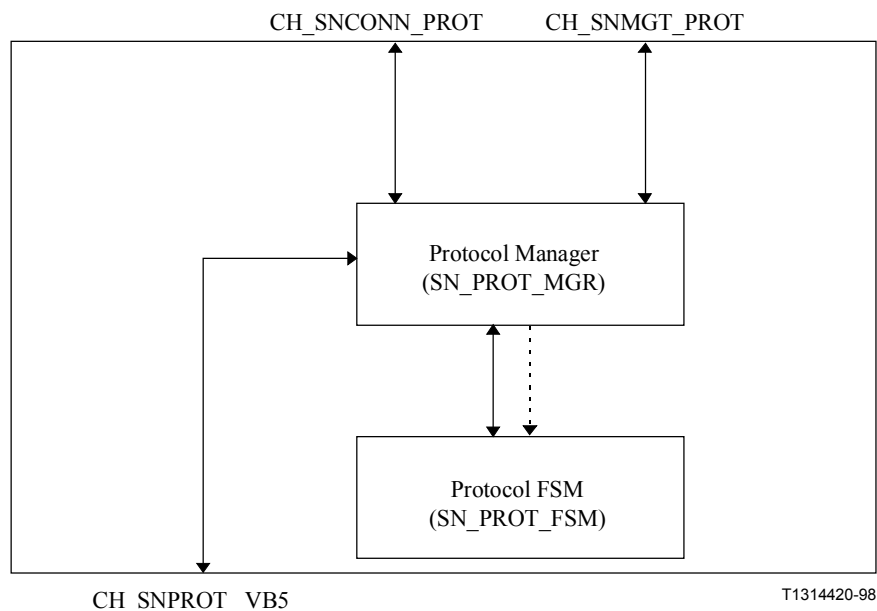 CH_SNCONN_PROT CH_SNMGT_PROT
Protocol Manager
(SN_PROT_MGR)
Protocol FSM
(SN_PROT_FSM)
CH_SNPROT_VB5
T1314420-98